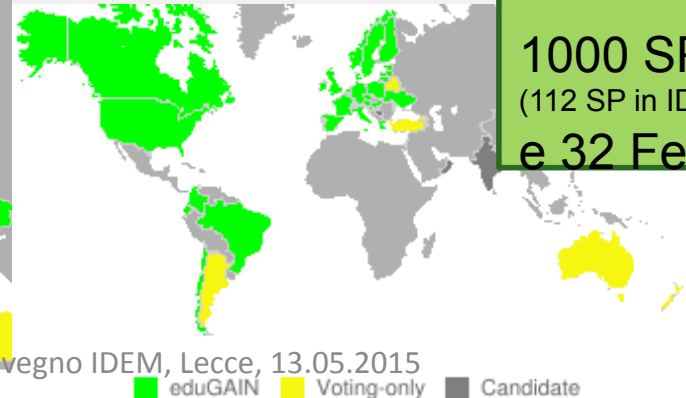 1000 SP
(112 SP in ID
e 32 Fe
vegno IDEM, Lecce, 13.05.2015
eduGAIN Voting-only Candidate